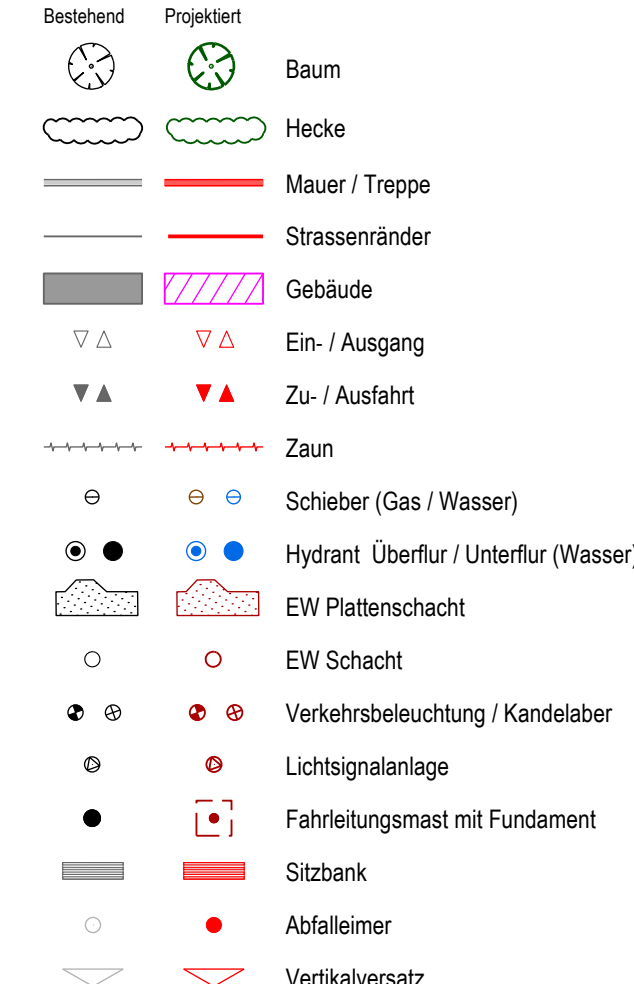 Bestehend Projektiert
Baum
Hecke
Mauer / Treppe
Strassenränder
Gebäude
Ein- / Ausgang
Zu- / Ausfahrt
Zaun
Schieber (Gas / Wasser)
Hydrant Überflur / Unterflur (Wasser)
EW Plattenschacht
EW Schacht
Verkehrsbeleuchtung / Kandelaber
Lichtsignalanlage
Fahrleitungsmast mit Fundament
Sitzbank
Abfalleimer
Vertikalversatz